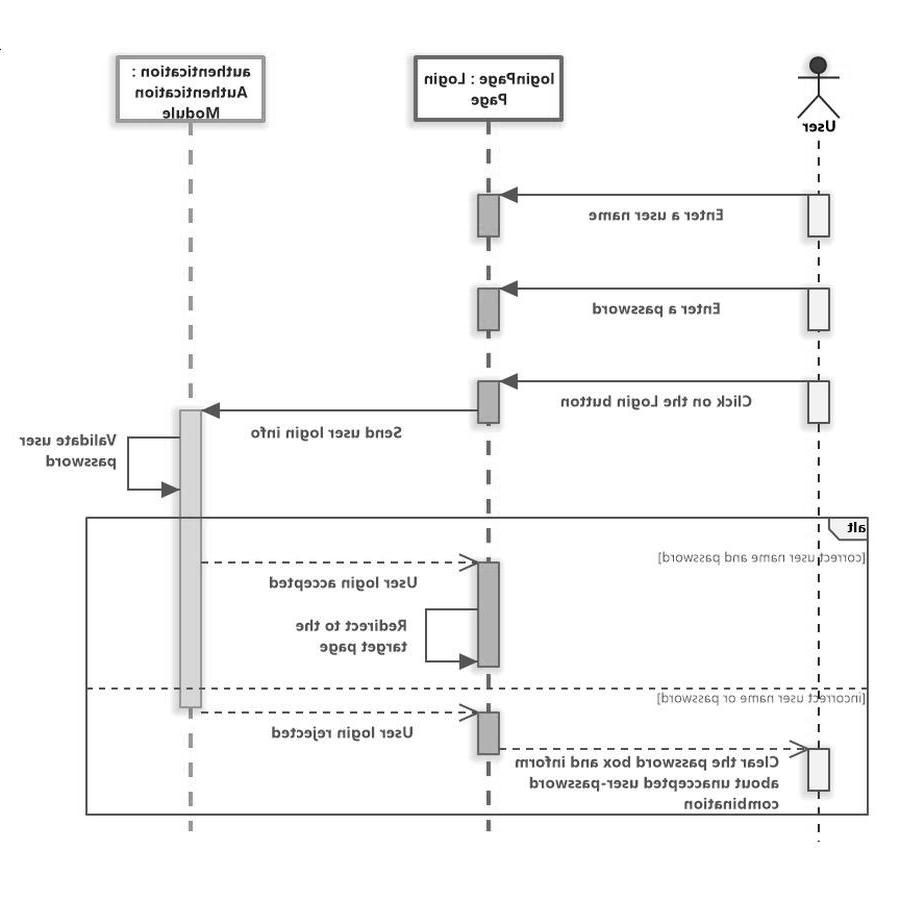 User
loginPage : Login
Page
authentication :
Authentication
Module
Enter a user name
Enter a password
Click on the Login button
Send user login info
Validate user
password
alt
[correct user name and password]
User login accepted
Redirect to the
target page
[incorrect user name or password]
User login rejected
Clear the password box and inform
about unaccepted user-password
combination